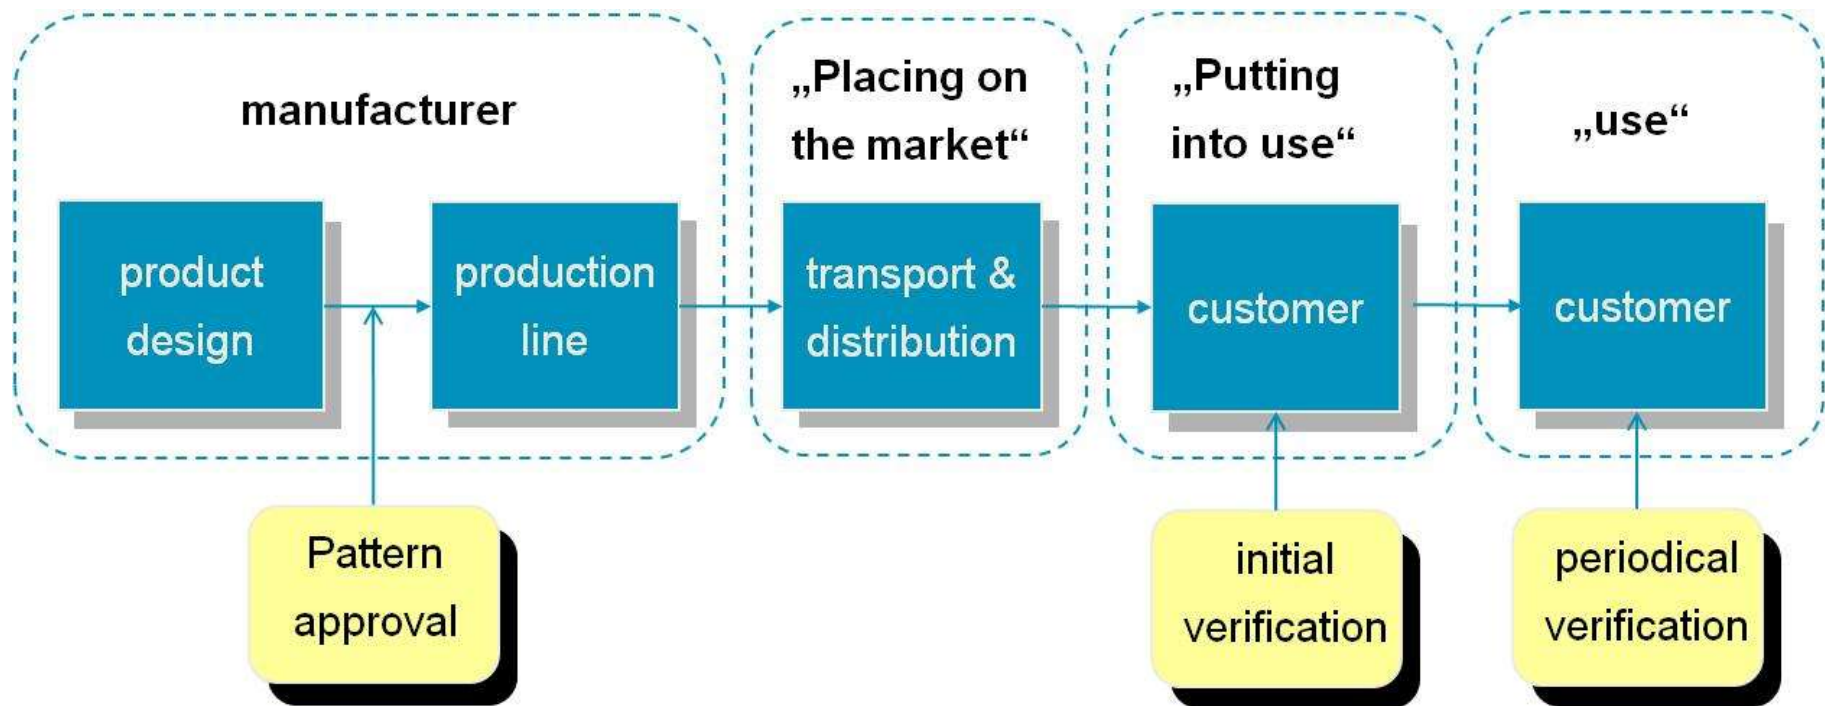 manufacturer
„Placing on
the market“
„Putting
into use“
„use“
product
design
production
line
transport &
distribution
customer
customer
Pattern
approval
initial
verification
periodical
verification